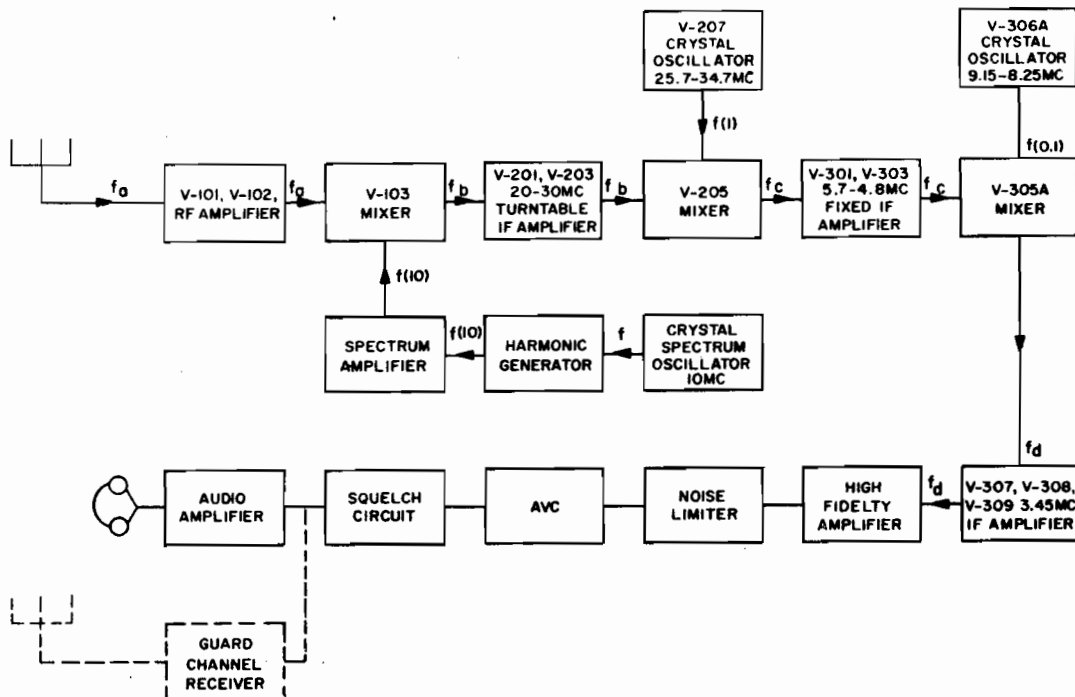 V-207
CRYSTAL
OSCILLATOR
25.7-34.7MC
V-306A
CRYSTAL
OSCILLATOR
9.15-8.25MC
f(1)
f(0.1)
fa
V-101, V-102,
RF AMPLIFIER
fa
V-103
MIXER
fb
V-201, V-203
20-30MC
TURNTABLE
IF AMPLIFIER
fb
V-205
MIXER
fc
V-301, V-303
5.7-4.8MC
FIXED IF
AMPLIFIER
fc
V-305A
MIXER
f(10)
SPECTRUM
AMPLIFIER
f(10)
HARMONIC
GENERATOR
f
CRYSTAL
SPECTRUM
OSCILLATOR
10MC
fd
AUDIO
AMPLIFIER
SQUELCH
CIRCUIT
AVC
NOISE
LIMITER
HIGH
FIDELTY
AMPLIFIER
fd
V-307, V-308,
V-309 3.45MC
IF AMPLIFIER
GUARD
CHANNEL
RECEIVER